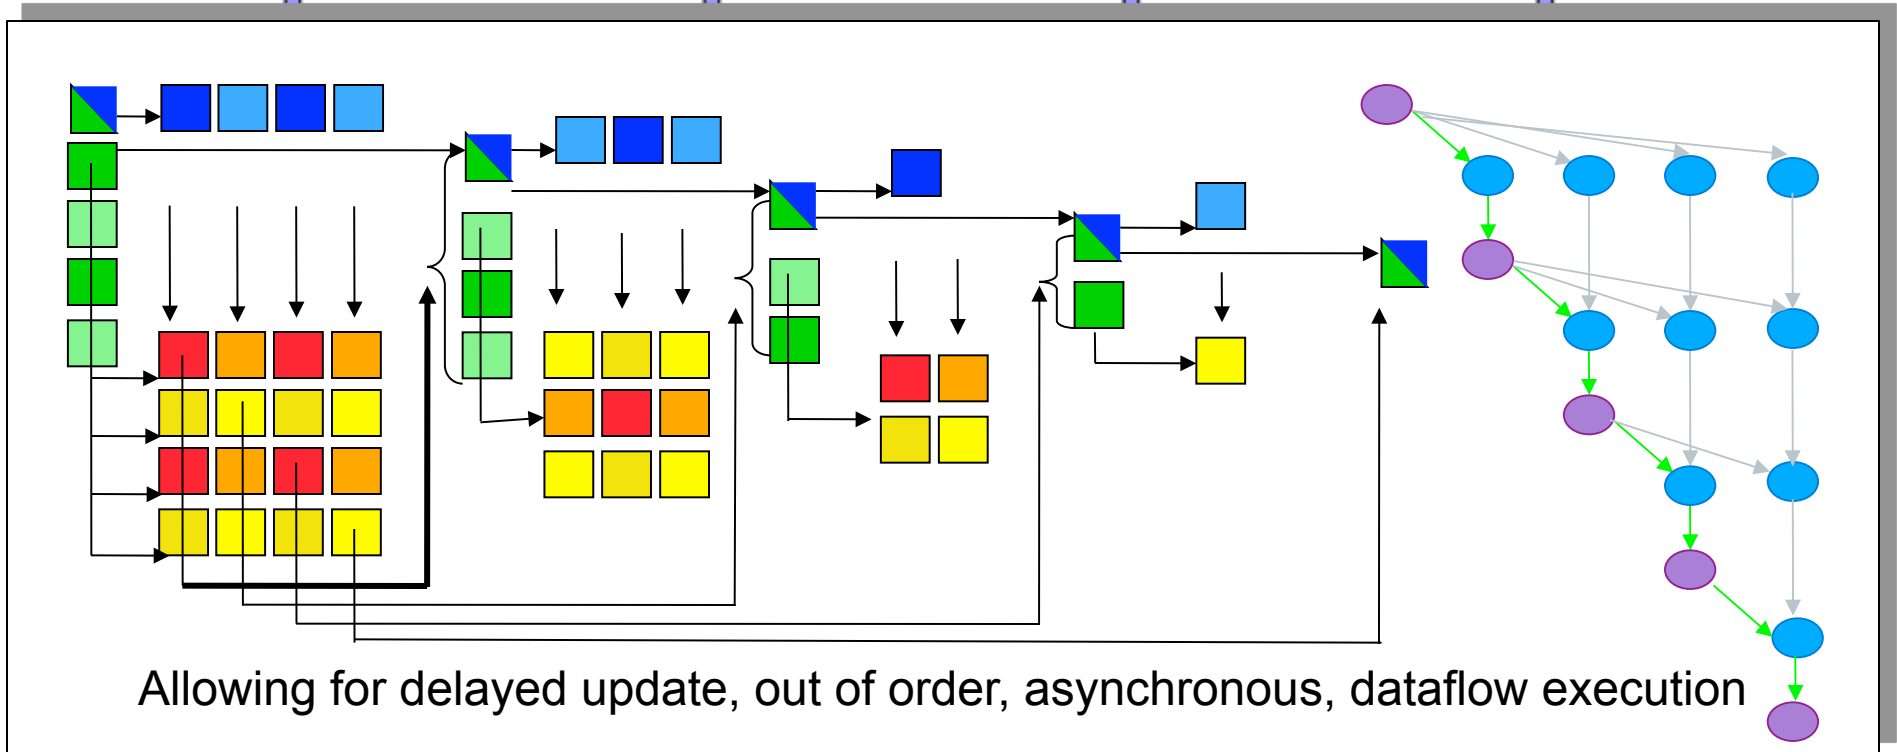 Allowing for delayed update, out of order, asynchronous, dataflow execution